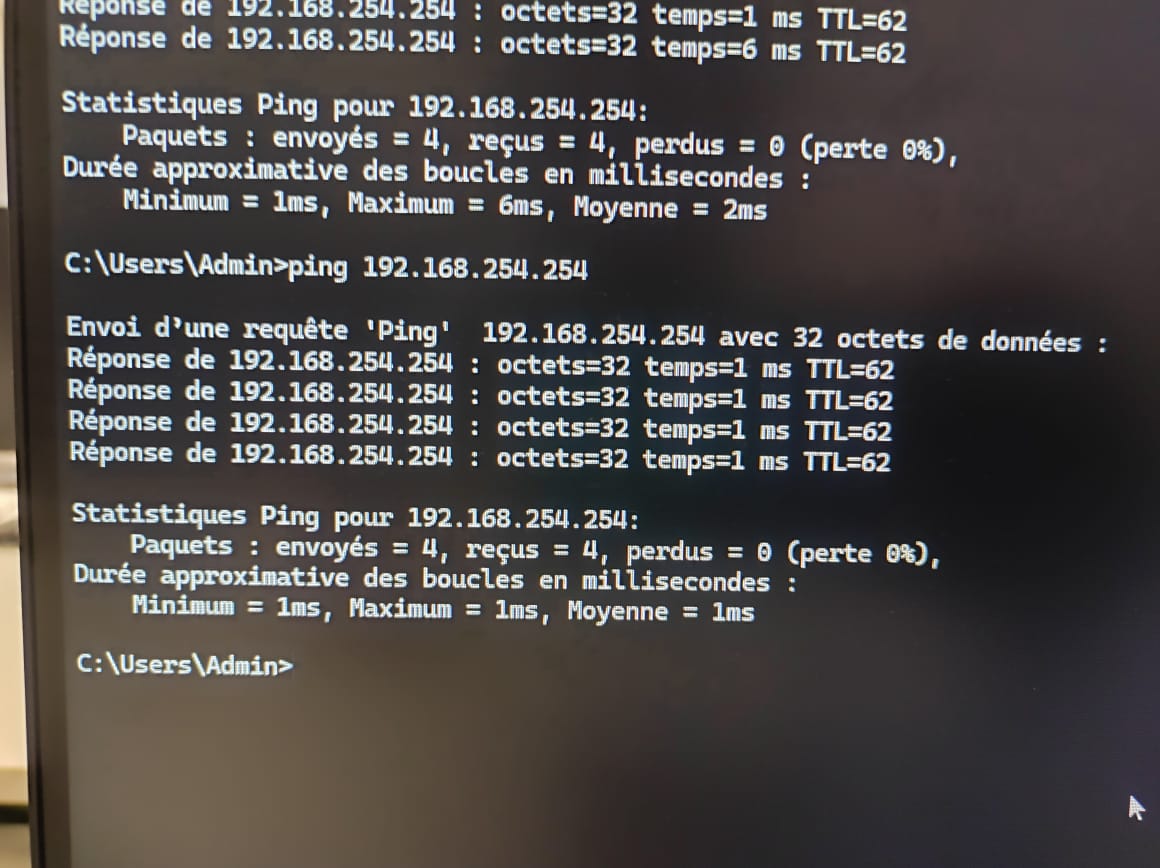 Réponse de 192.168.254.254 : octets=32 temps=1 ms TTL=62
Réponse de 192.168.254.254 : octets=32 temps=6 ms TTL=62
Statistiques Ping pour 192.168.254.254:
Paquets : envoyés = 4, reçus = 4, perdus = 0 (perte 0%),
Durée approximative des boucles en millisecondes :
Minimum = 1ms, Maximum = 6ms, Moyenne = 2ms
C:\Users\Admin>ping 192.168.254.254
Envoi d’une requête 'Ping'  192.168.254.254 avec 32 octets de données :
Réponse de 192.168.254.254 : octets=32 temps=1 ms TTL=62
Réponse de 192.168.254.254 : octets=32 temps=1 ms TTL=62
Réponse de 192.168.254.254 : octets=32 temps=1 ms TTL=62
Réponse de 192.168.254.254 : octets=32 temps=1 ms TTL=62
Statistiques Ping pour 192.168.254.254:
Paquets : envoyés = 4, reçus = 4, perdus = 0 (perte 0%),
Durée approximative des boucles en millisecondes :
Minimum = 1ms, Maximum = 1ms, Moyenne = 1ms
C:\Users\Admin>